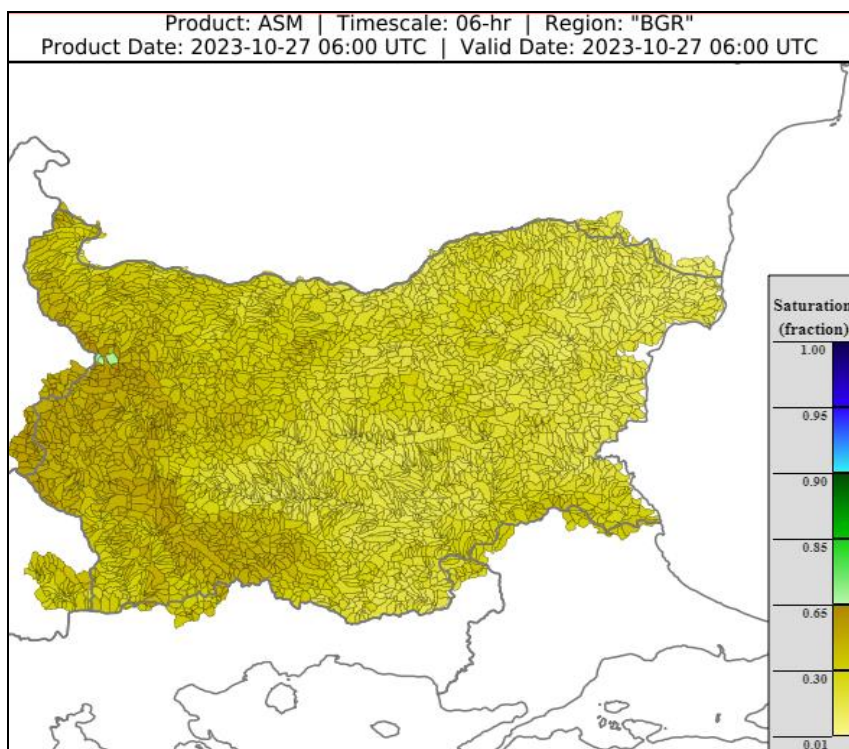 Product: ASM | Timescale: 06-hr | Region: "BGR"
Product Date: 2023-10-27 06:00 UTC | Valid Date: 2023-10-27 06:00 UTC
Saturation
(fraction)
1.00
0.95
0.90
0.85
0.65
0.30
0.01